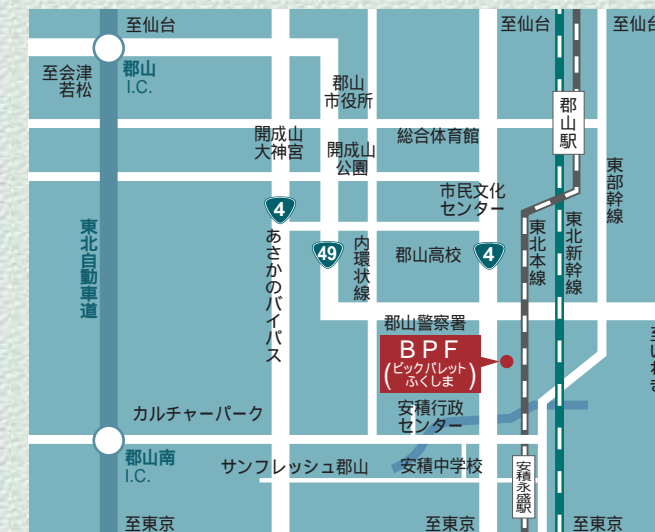 至仙台
至仙台
至仙台
郡山
I.C.
至会津
若松
郡山
市役所
郡山駅
開成山
大神宮
開成山
公園
総合体育館
東部幹線
市民文化
センター
4
東北自動車道
あさかのバイパス
49
内環状線
郡山高校
4
東北本線
東北新幹線
郡山警察署
BPF
(ビックパレット
ふくしま)
至いわき
カルチャーパーク
安積行政
センター
郡山南
I.C.
サンフレッシュ郡山
安積中学校
安積永盛駅
至東京
至東京
至東京